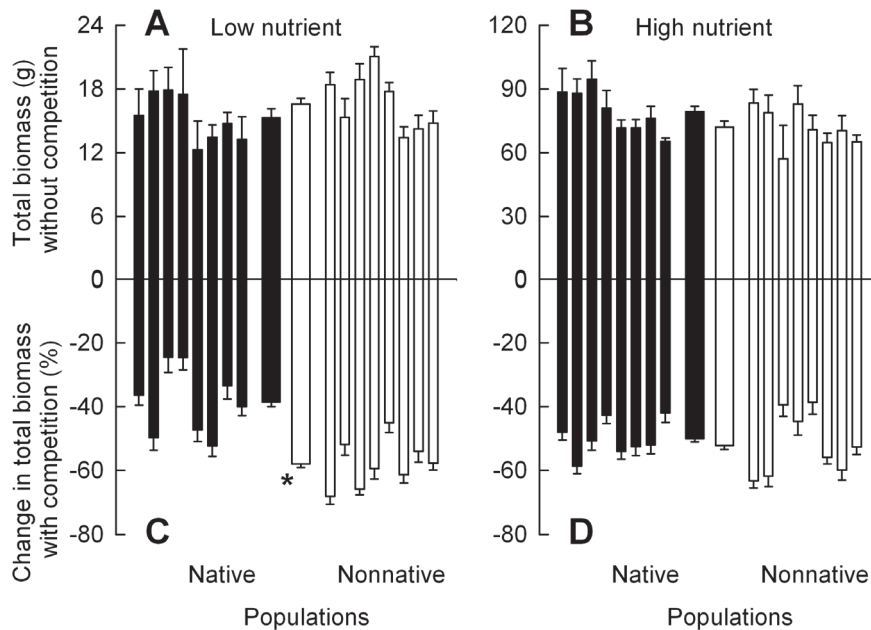 A
Low nutrient
B
High nutrient
Total biomass (g)
without competition
24
18
12
6
0
120
90
60
30
0
Change in total biomass
with competition (%)
-20
-40
-60
-80
-20
-40
-60
-80
*
C
D
Native
Nonnative
Native
Nonnative
Populations
Populations